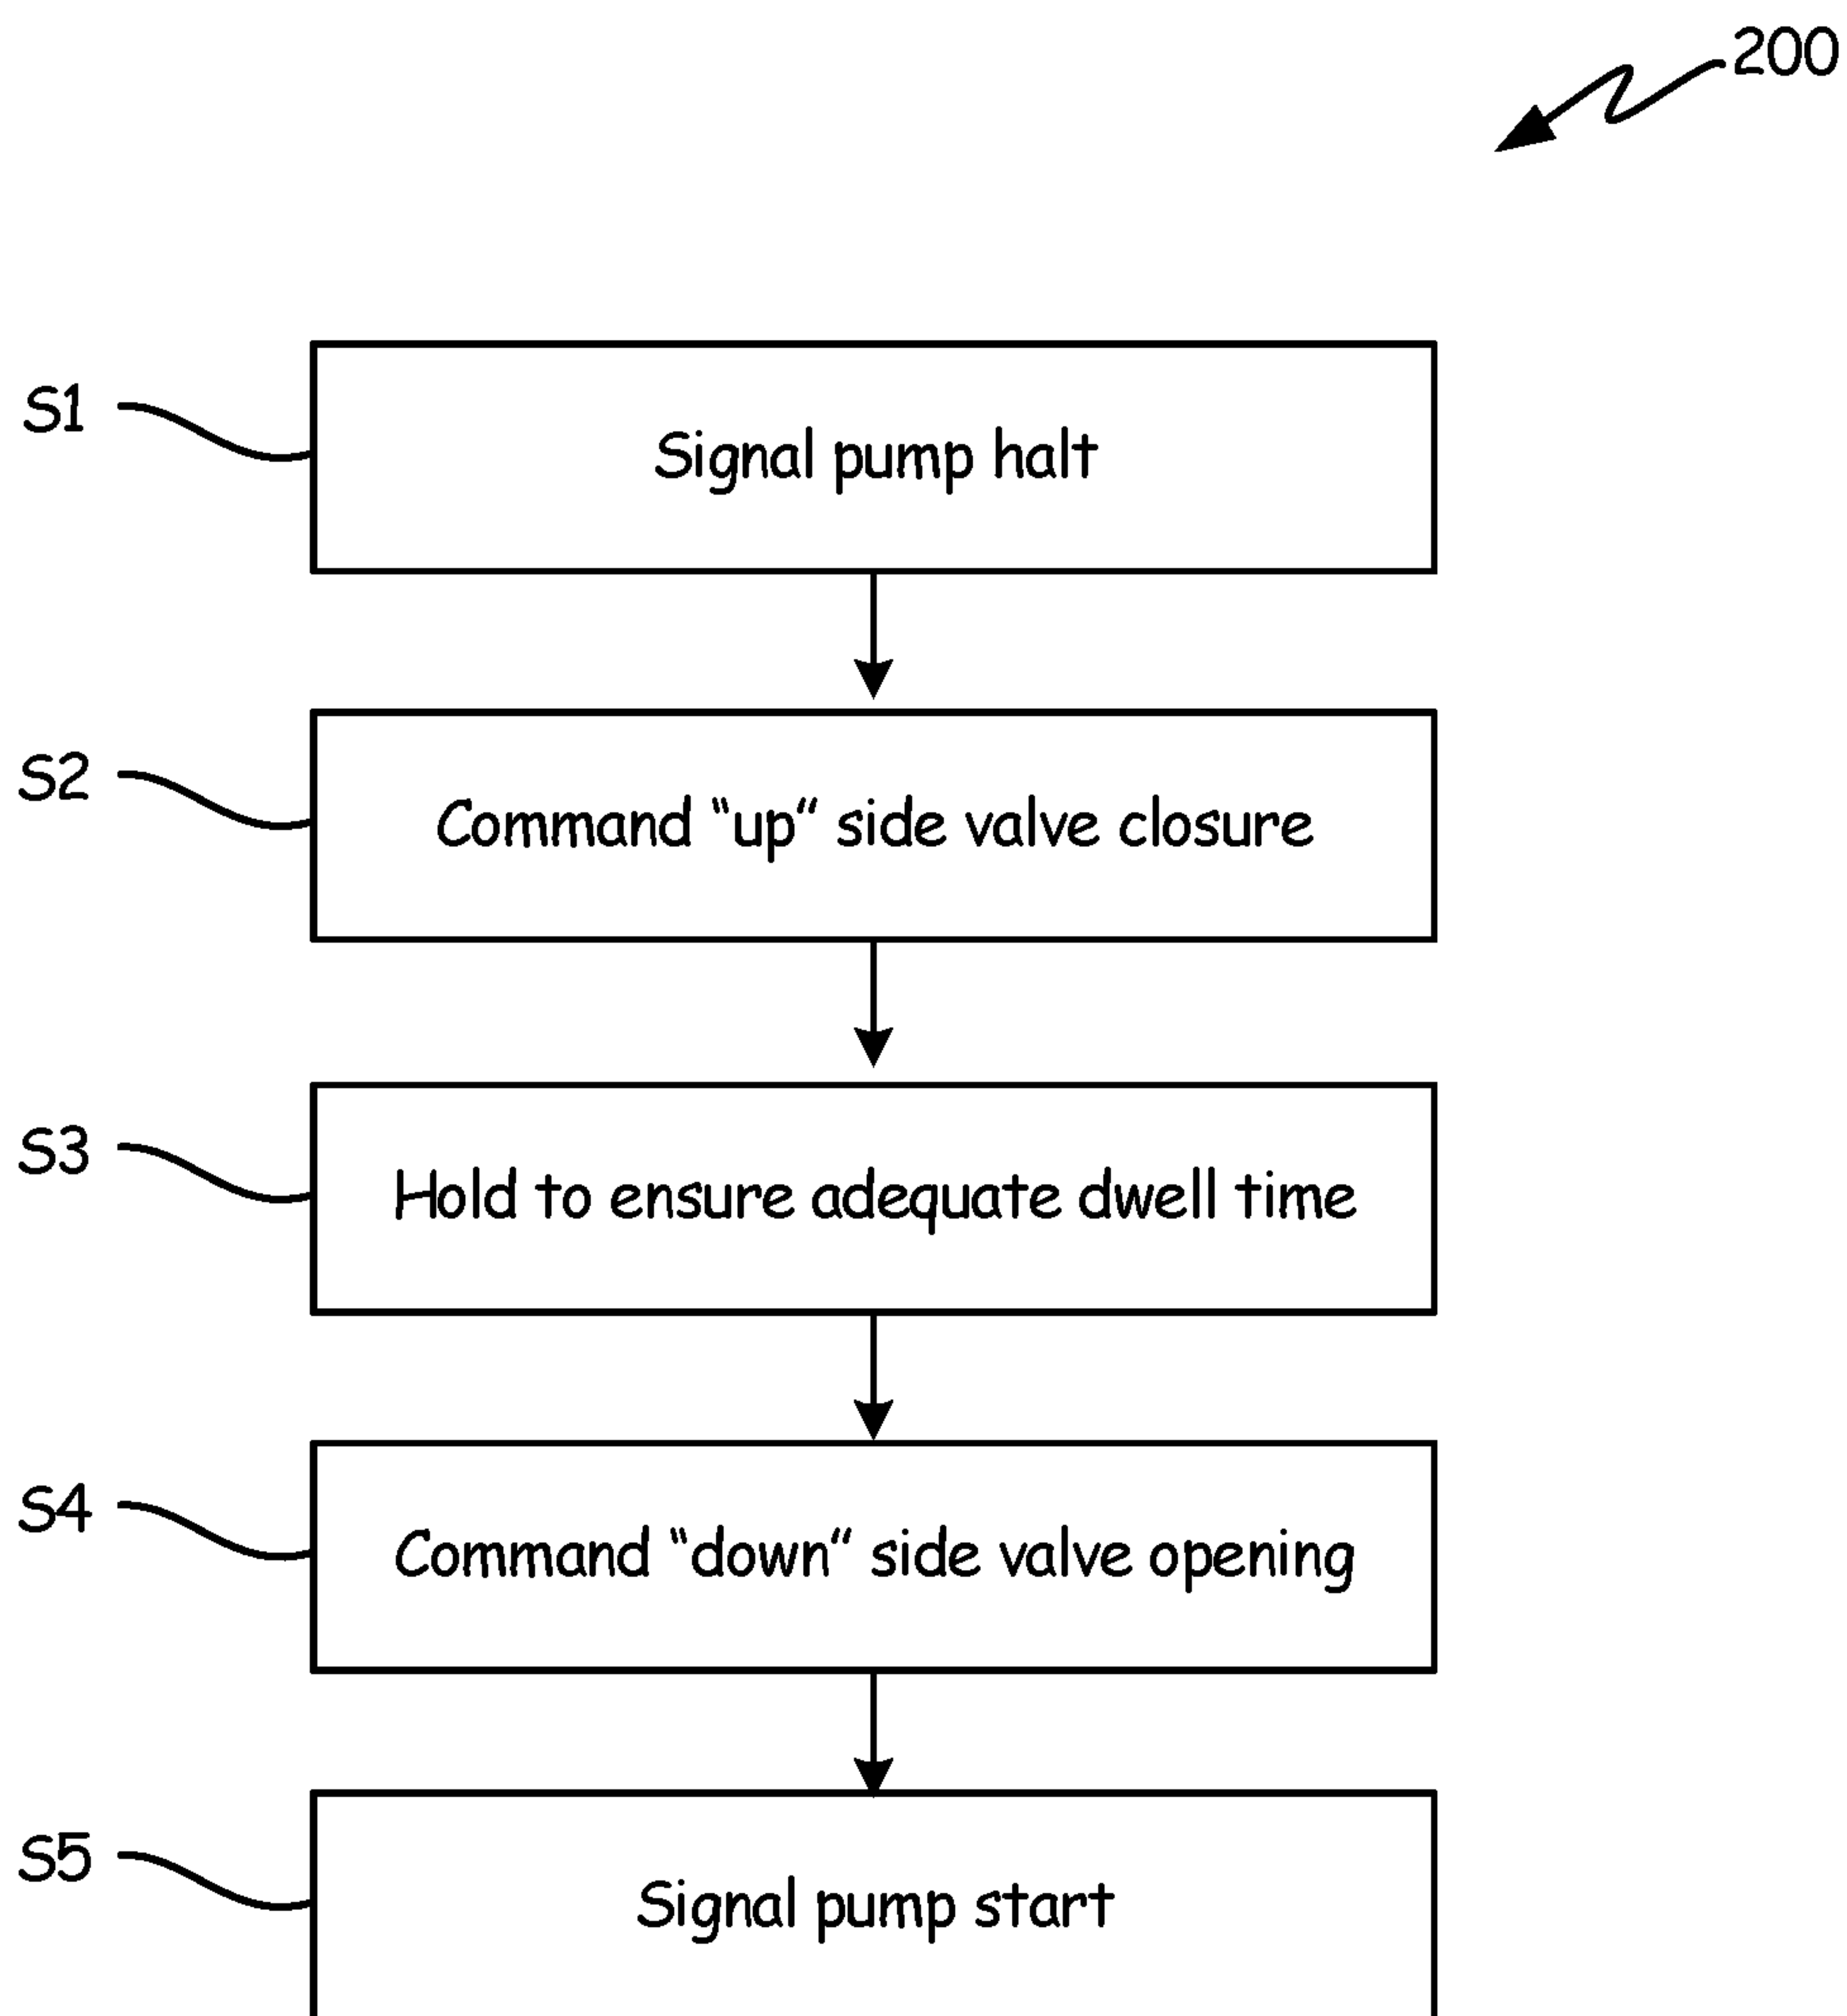 200
S1
Signal pump halt
S2
Command “up“ side valve closure
S3
Hold to ensure adequate dwell time
S4
Command “down“ side valve opening
S5
Signal pump start